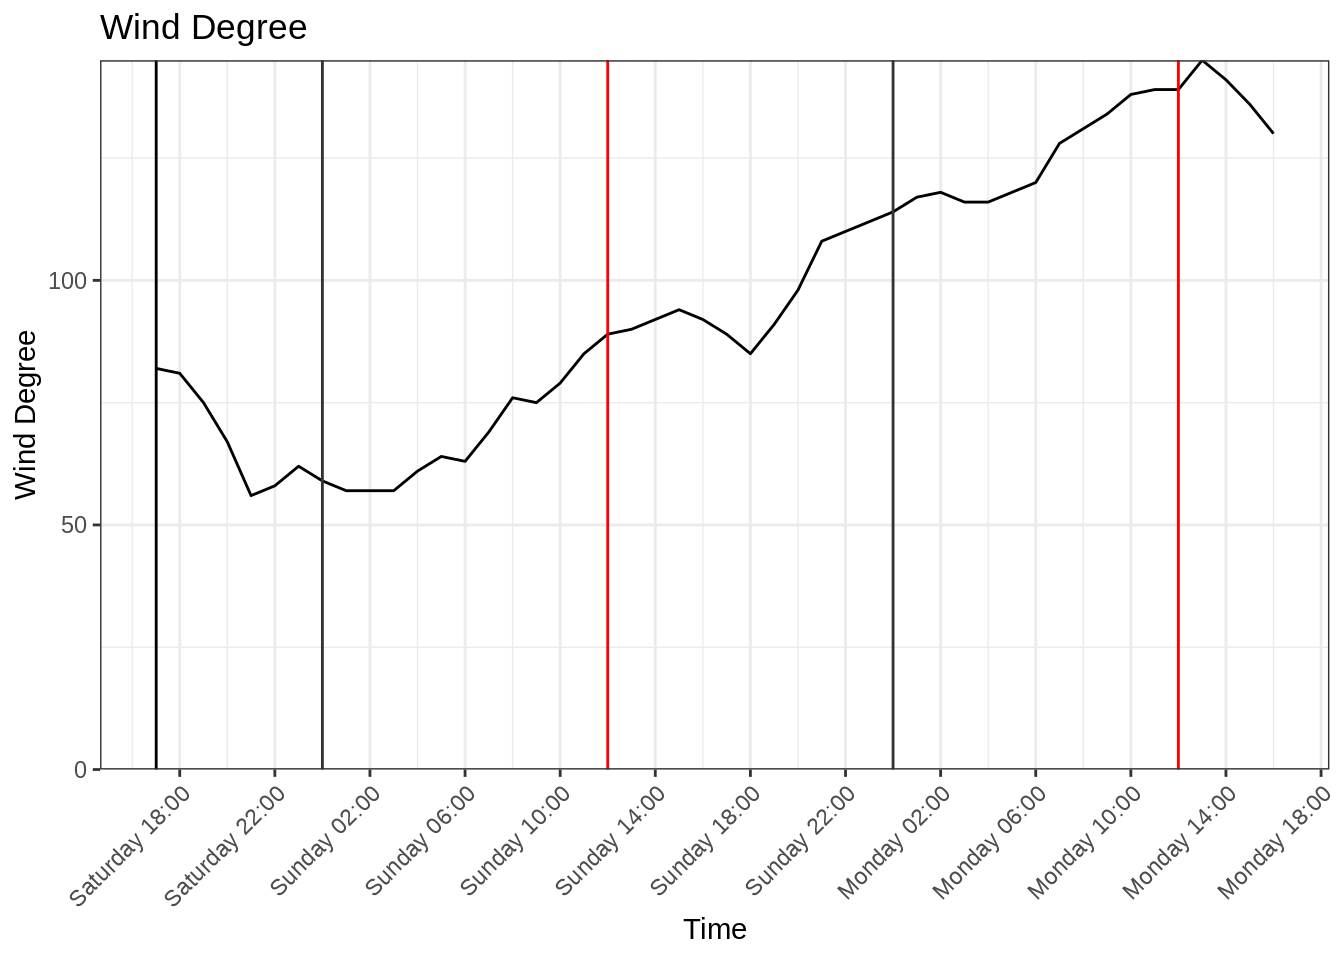 Wind Degree
Wind Degree
100
50
0
Saturday 18:00
Saturday 22:00
Sunday 02:00
Sunday 06:00
Sunday 10:00
Sunday 14:00
Sunday 18:00
Sunday 22:00
Monday 02:00
Monday 06:00
Monday 10:00
Monday 14:00
Monday 18:00
Time